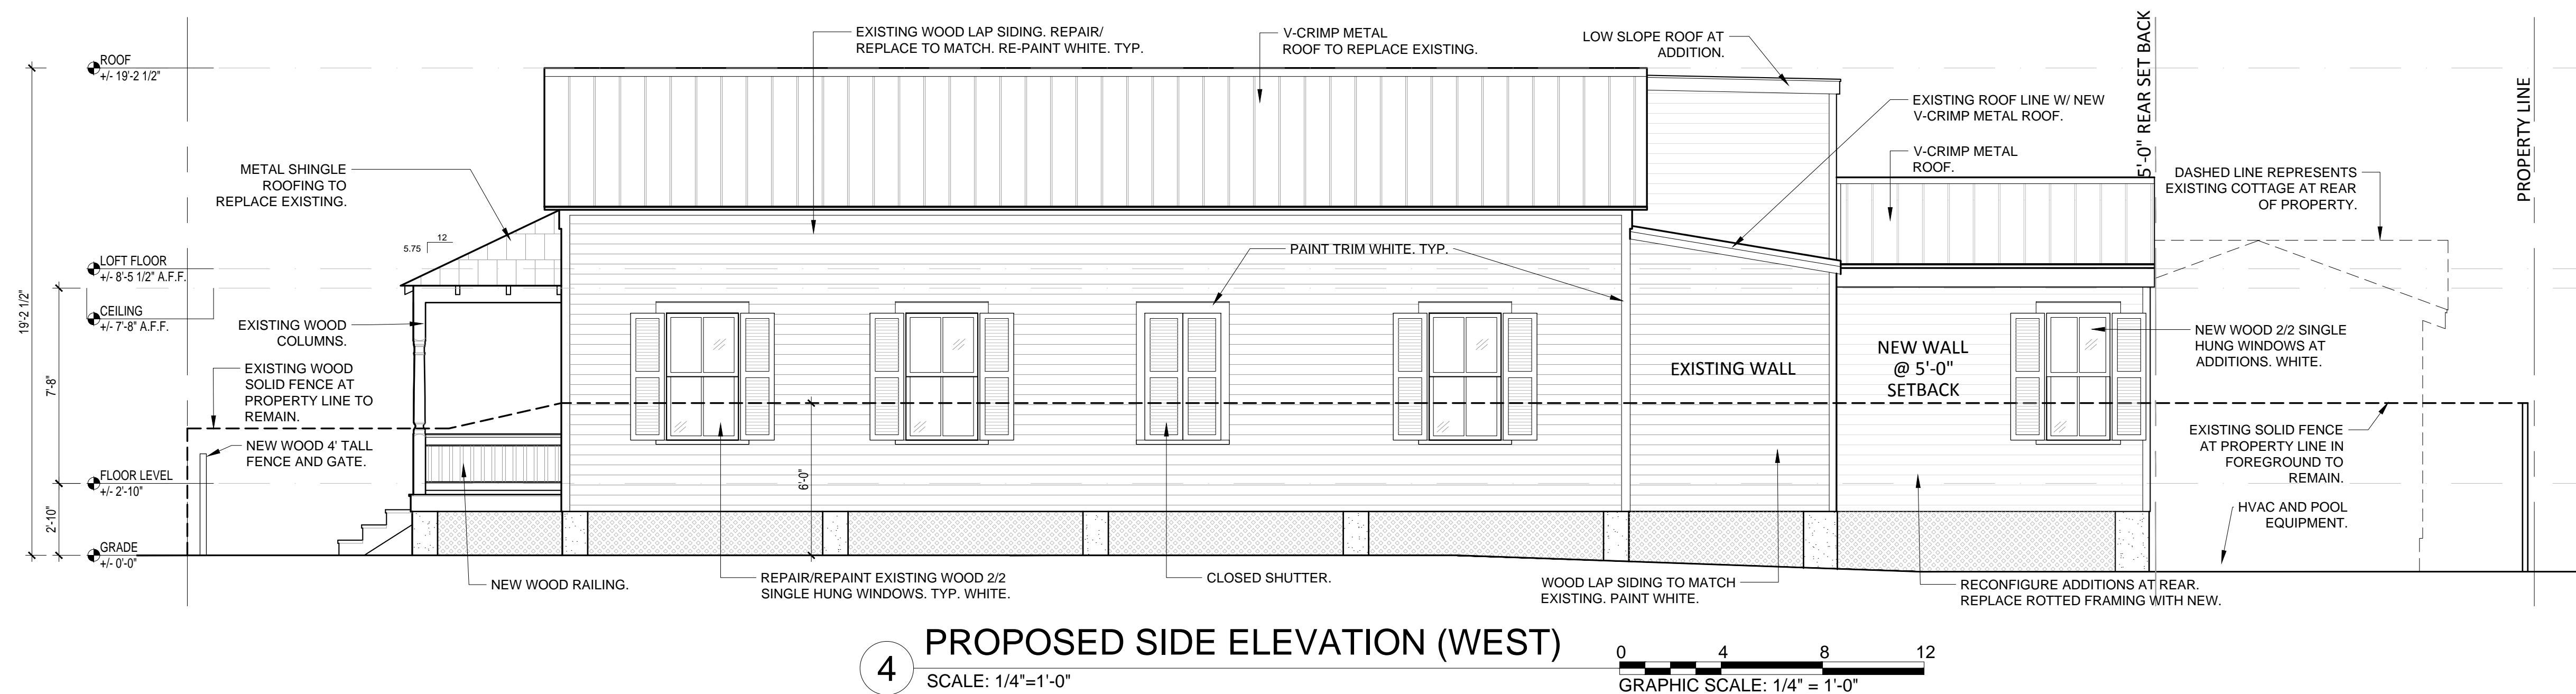 EXISTING WOOD LAP SIDING. REPAIR/
REPLACE TO MATCH. RE-PAINT WHITE. TYP.
V-CRIMP METAL
ROOF TO REPLACE EXISTING.
LOW SLOPE ROOF AT
ADDITION.
5'-0" REAR SET BACK
PROPERTY LINE
ROOF
+/- 19'-2 1/2"
EXISTING ROOF LINE W/ NEW
V-CRIMP METAL ROOF.
V-CRIMP METAL
ROOF.
DASHED LINE REPRESENTS
EXISTING COTTAGE AT REAR
OF PROPERTY.
METAL SHINGLE
ROOFING TO
REPLACE EXISTING.
12
5.75
PAINT TRIM WHITE. TYP.
LOFT FLOOR
+/- 8'-5 1/2" A.F.F.
19'-2 1/2"
CEILING
+/- 7'-8" A.F.F.
EXISTING WOOD
COLUMNS.
NEW WOOD 2/2 SINGLE
HUNG WINDOWS AT
ADDITIONS. WHITE.
EXISTING WALL
NEW WALL
@ 5'-0"
SETBACK
7'-8"
EXISTING WOOD
SOLID FENCE AT
PROPERTY LINE TO
REMAIN.
NEW WOOD 4' TALL
FENCE AND GATE.
EXISTING SOLID FENCE
AT PROPERTY LINE IN
FOREGROUND TO
REMAIN.
FLOOR LEVEL
+/- 2'-10"
6'-0"
2'-10"
HVAC AND POOL
EQUIPMENT.
GRADE
+/- 0'-0"
NEW WOOD RAILING.
REPAIR/REPAINT EXISTING WOOD 2/2
SINGLE HUNG WINDOWS. TYP. WHITE.
CLOSED SHUTTER.
WOOD LAP SIDING TO MATCH
EXISTING. PAINT WHITE.
RECONFIGURE ADDITIONS AT REAR.
REPLACE ROTTED FRAMING WITH NEW.
4
PROPOSED SIDE ELEVATION (WEST)
SCALE: 1/4"=1'-0"
0 4 8 12
GRAPHIC SCALE: 1/4" = 1'-0"